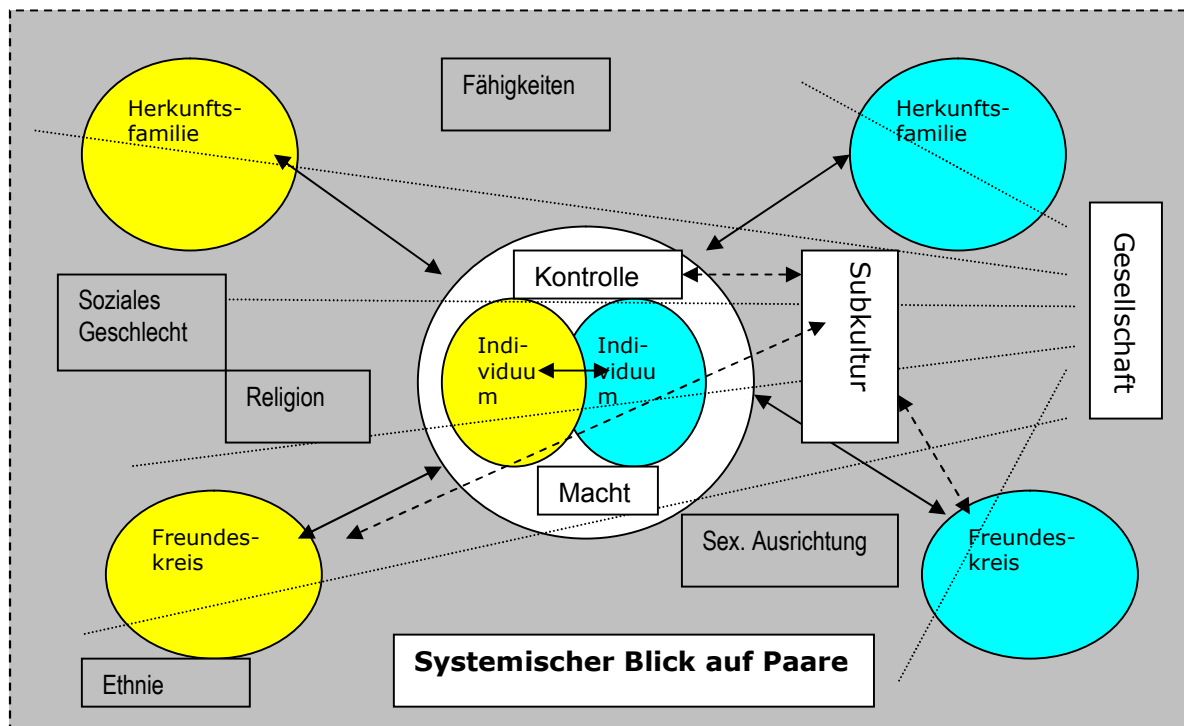 Fähigkeiten
Herkunfts-
familie
Herkunfts-
familie
Gesellschaft
Kontrolle
Subkultur
Soziales
Geschlecht
Indi-
viduu
m
Indi-
viduu
m
Religion
Macht
Freundes-
kreis
Sex. Ausrichtung
Freundes-
kreis
Systemischer Blick auf Paare
Ethnie